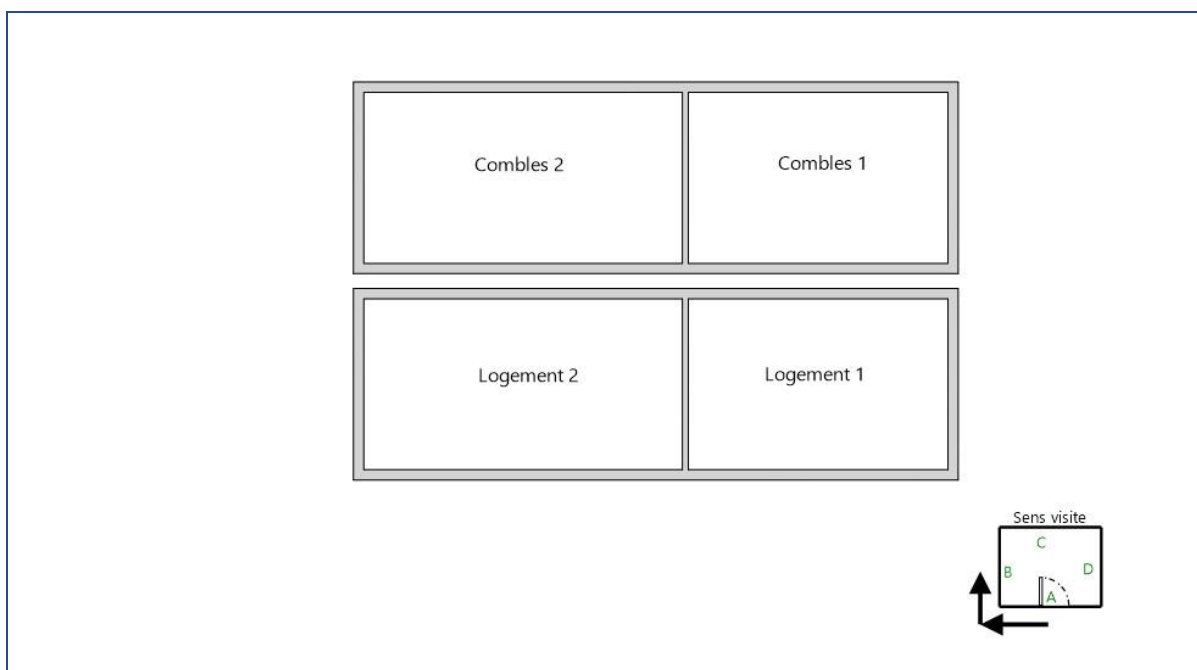 Combles 2
Combles 1
Logement 2
Logement 1
Sens visite
C
B
D
A